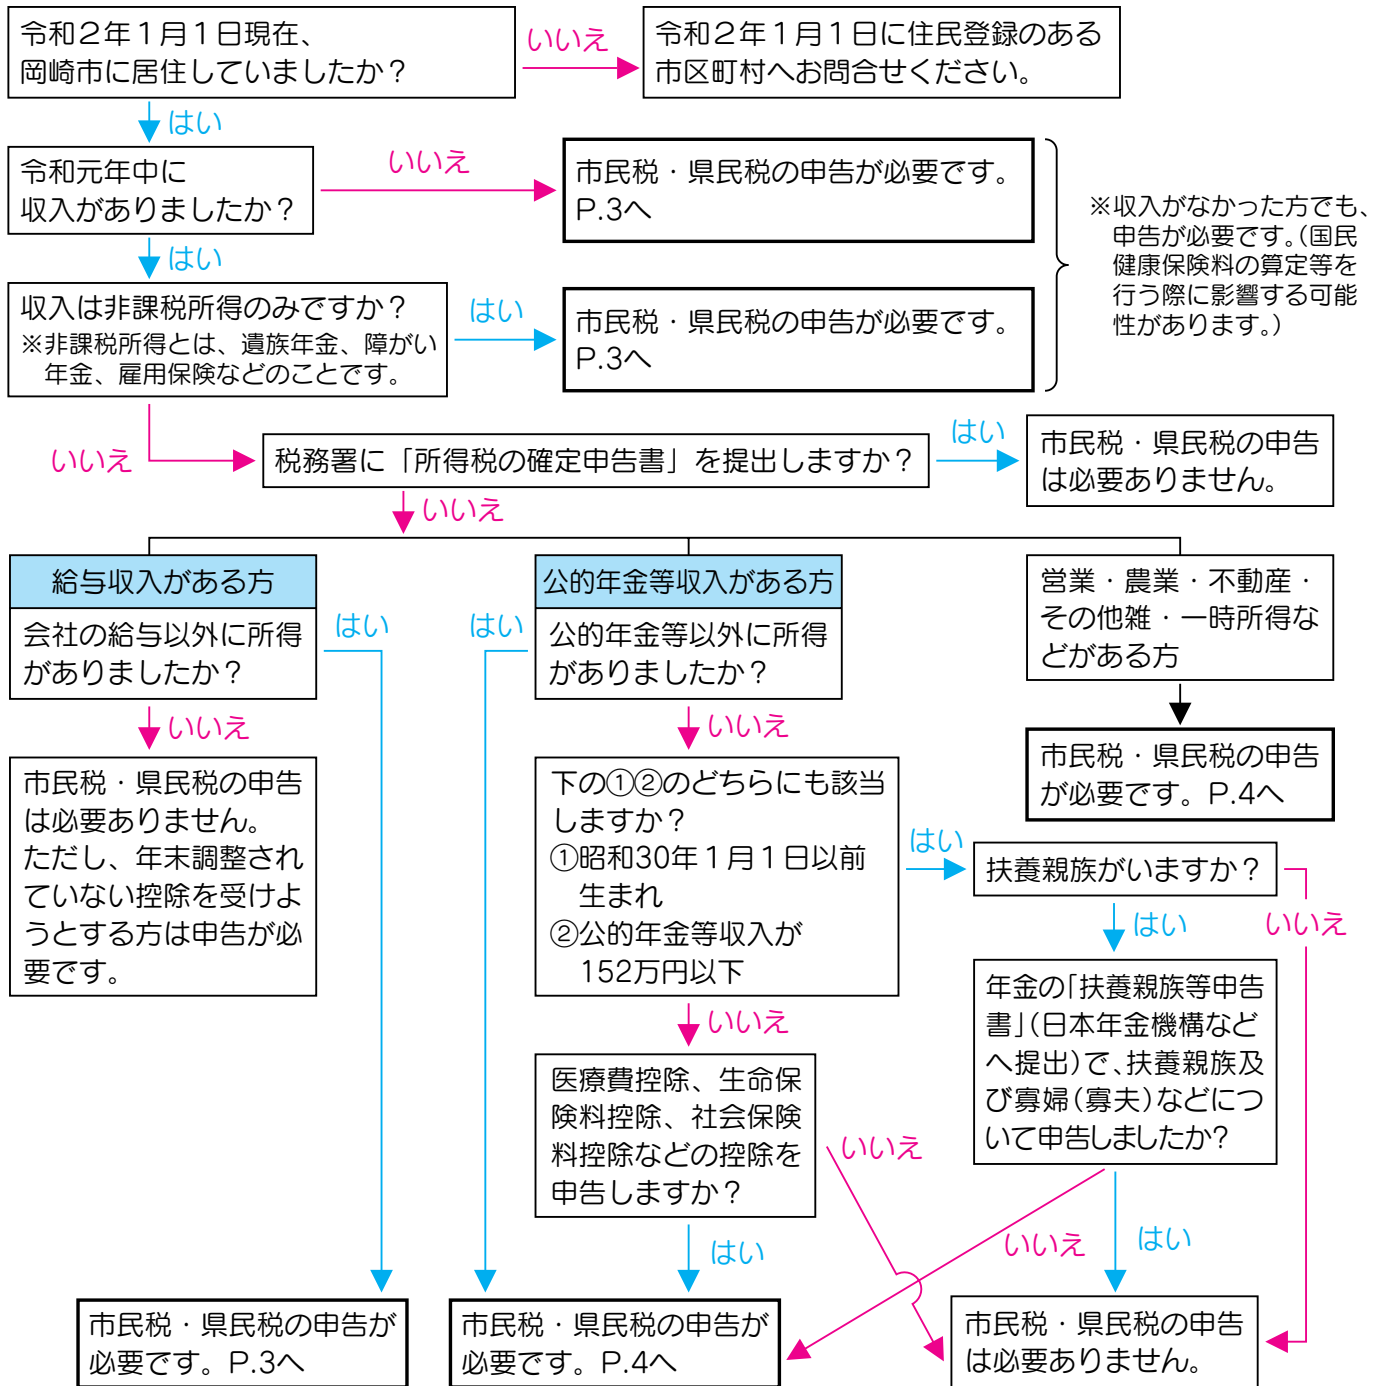 令和２年１月１日現在、
岡崎市に居住していましたか？
いいえ
令和２年１月１日に住民登録のある
市区町村へお問合せください。
はい
令和元年中に
収入がありましたか？
いいえ
市民税・県民税の申告が必要です。
P.3へ
※収入がなかった方でも、
申告が必要です。（国民
健康保険料の算定等を
行う際に影響する可能
性があります。）
はい
収入は非課税所得のみですか？
※非課税所得とは、遺族年金、障がい
年金、雇用保険などのことです。
はい
市民税・県民税の申告が必要です。
P.3へ
いいえ
税務署に「所得税の確定申告書」を提出しますか？
はい
市民税・県民税の申告
は必要ありません。
いいえ
給与収入がある方
会社の給与以外に所得
がありましたか？
はい
いいえ
市民税・県民税の申告
は必要ありません。
ただし、年末調整され
ていない控除を受けよ
うとする方は申告が必
要です。
公的年金等収入がある方
公的年金等以外に所得
がありましたか？
はい
いいえ
下の①②のどちらにも該当
しますか？
①昭和30年１月１日以前
生まれ
②公的年金等収入が
152万円以下
はい
いいえ
医療費控除、生命保
険料控除、社会保険
料控除などの控除を
申告しますか？
いいえ
はい
営業・農業・不動産・
その他雑・一時所得な
どがある方
市民税・県民税の申告
が必要です。P.4へ
扶養親族がいますか？
はい
いいえ
年金の「扶養親族等申告
書」（日本年金機構など
へ提出）で、扶養親族及
び寡婦（寡夫）などにつ
いて申告しましたか？
いいえ
はい
市民税・県民税の申告が
必要です。P.3へ
市民税・県民税の申告が
必要です。P.4へ
市民税・県民税の申告
は必要ありません。